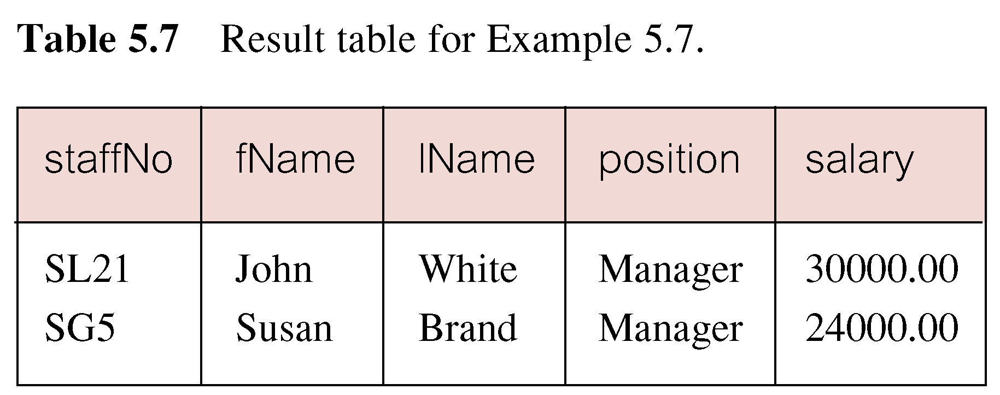 Table 5.7 Result table for Example 5.7.
staffNo fName lName position salary
SL21 John White Manager 30000.00
SG5 Susan Brand Manager 24000.00